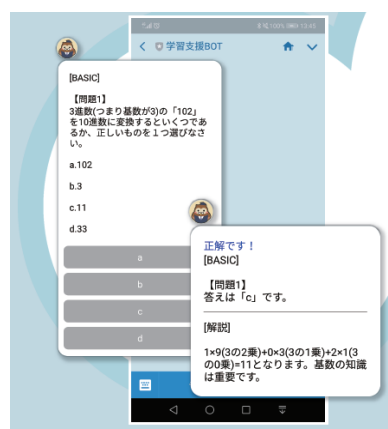 100% 13:45
学習支援BOT
[BASIC]
【問題1】
3進数(つまり基数が3)の「102」
を10進数に変換するといくつであ
るか、正しいものを１つ選びなさ
い。
a.102
b.3
c.11
d.33
a
b
c
d
正解です！
[BASIC]
【問題1】
答えは「c」です。
[解説]
1×9(3の2乗)+0×3(3の1乗)+2×1(3
の0乗)=11となります。基数の知識
は重要です。